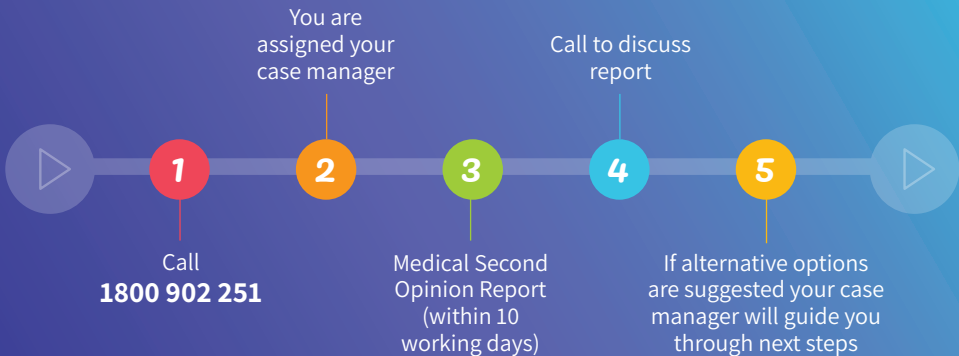 1
Call
1800 902 251
You are
assigned your
case manager
2
3
Medical Second
Opinion Report
(within 10
working days)
Call to discuss
report
4
5
If alternative options
are suggested your case
manager will guide you
through next steps